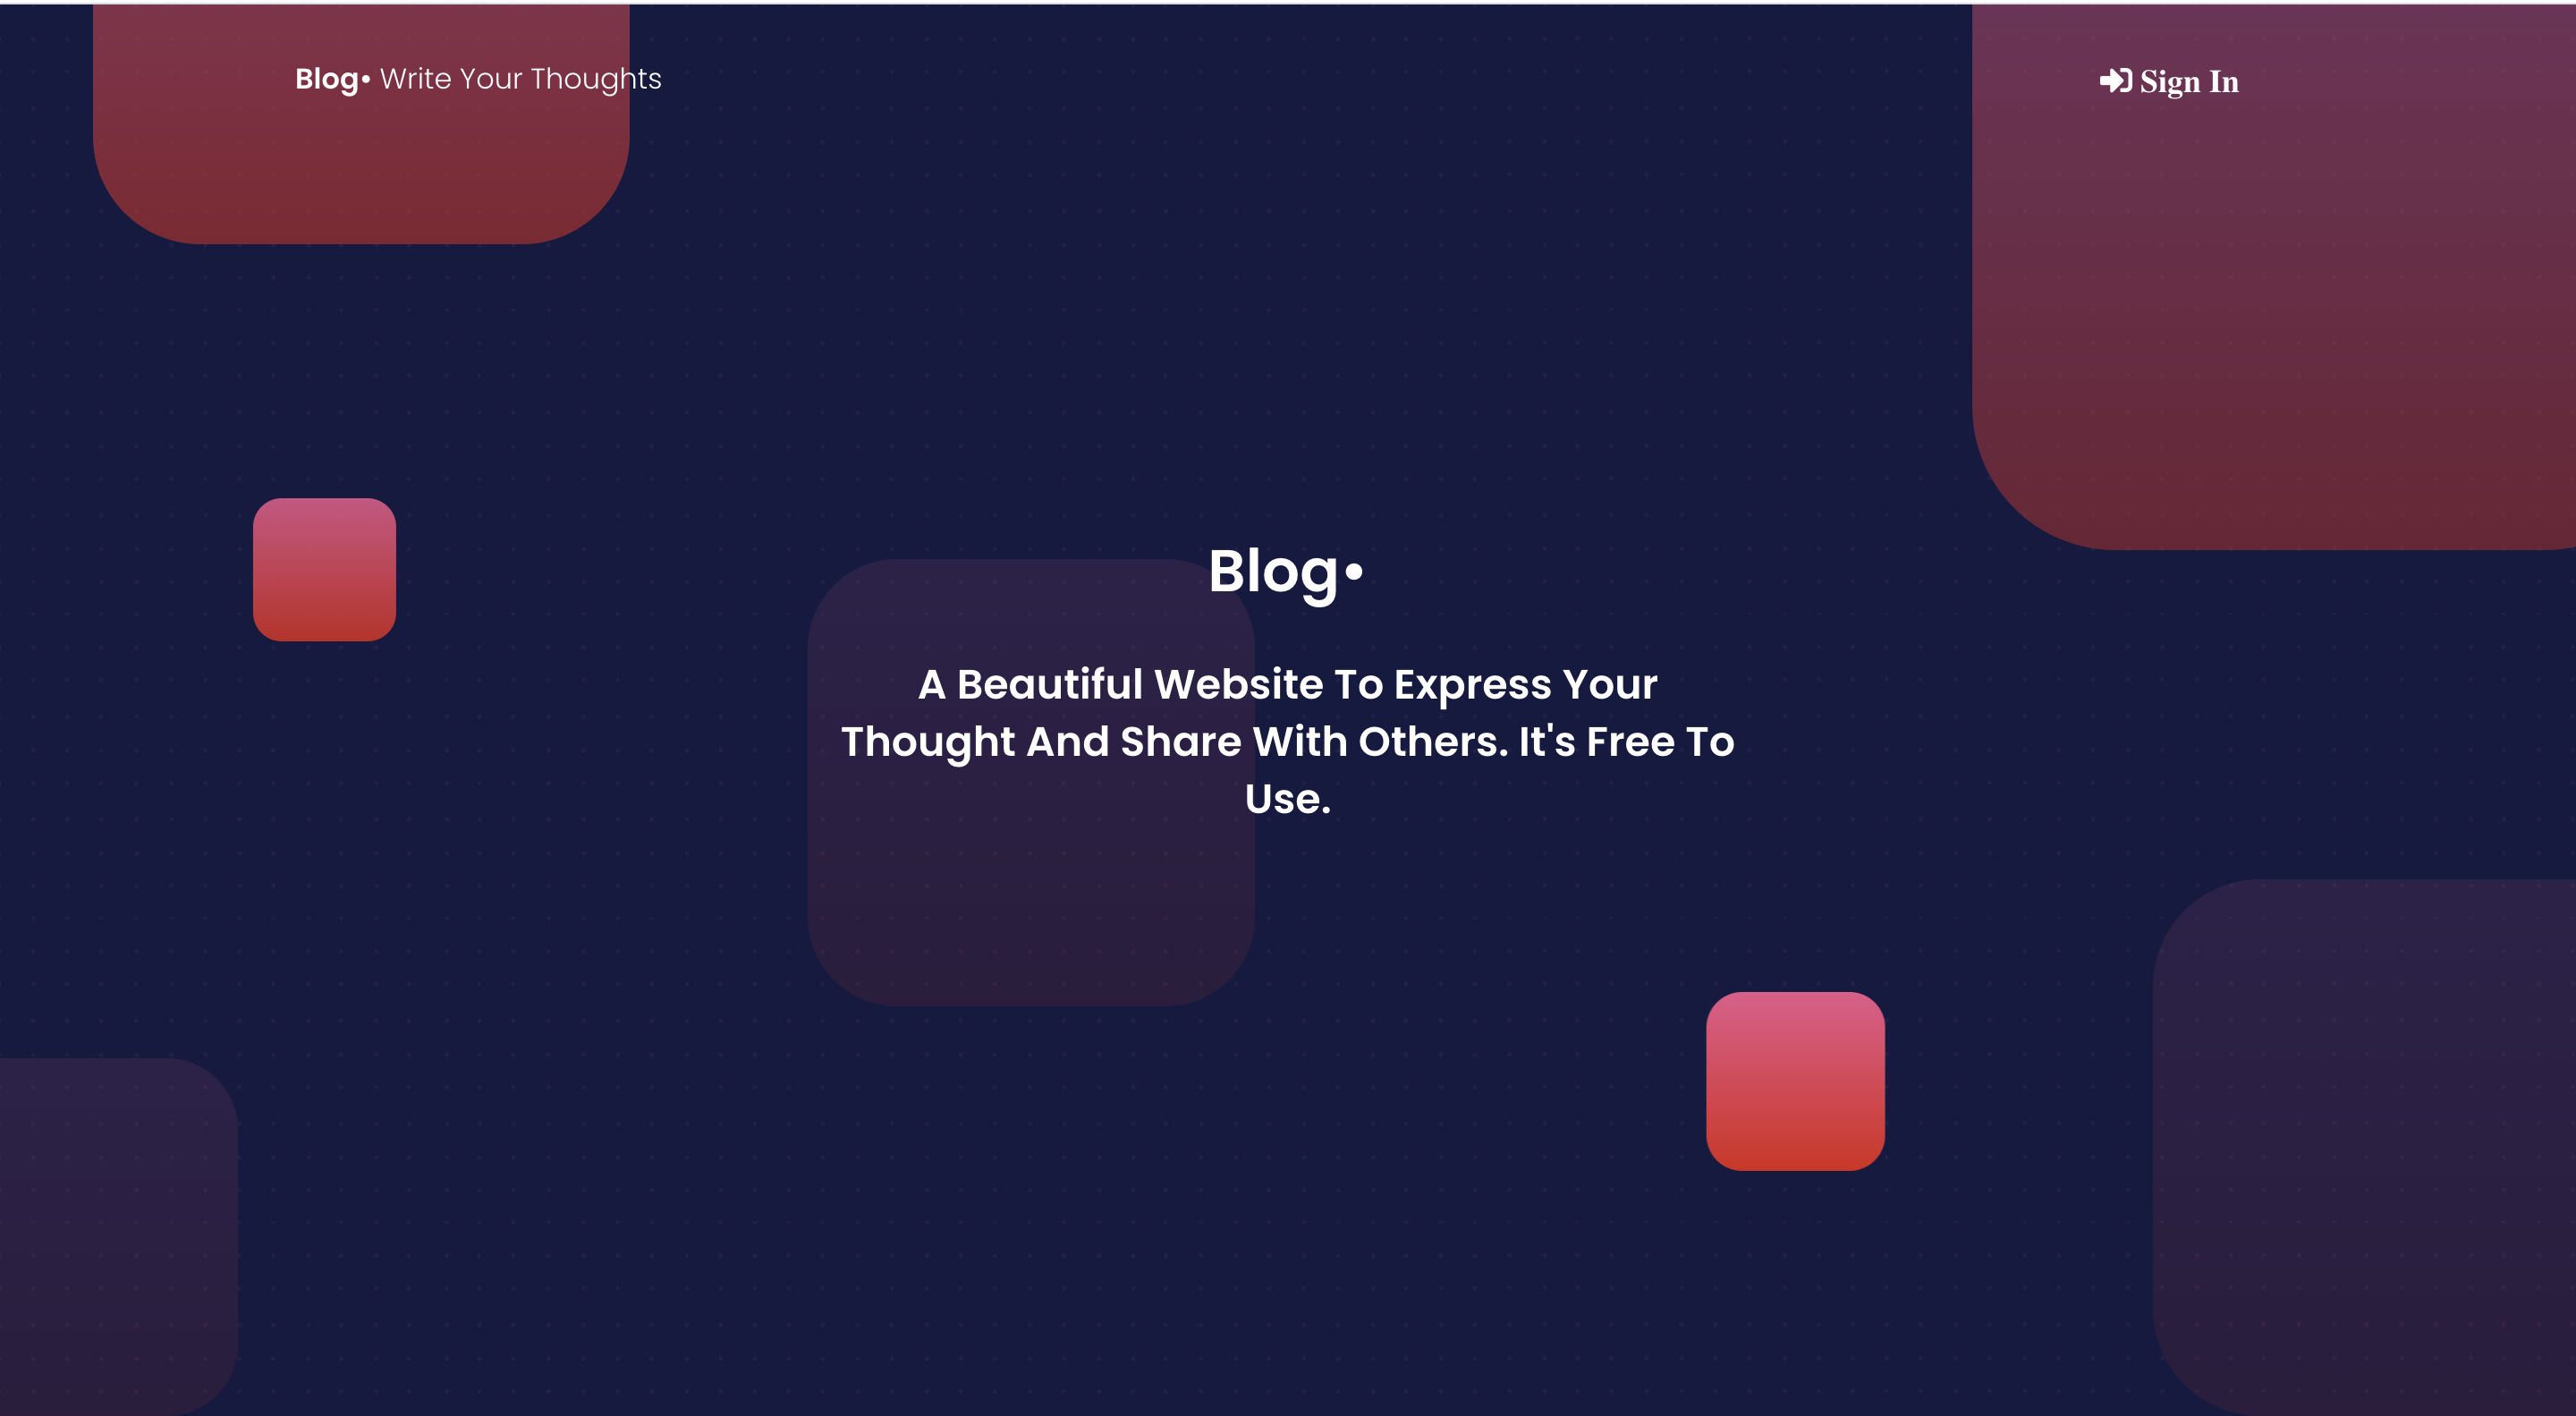 Blog• Write Your Thoughts
Sign In
Blog•
A Beautiful Website To Express Your
Thought And Share With Others. It's Free To
Use.